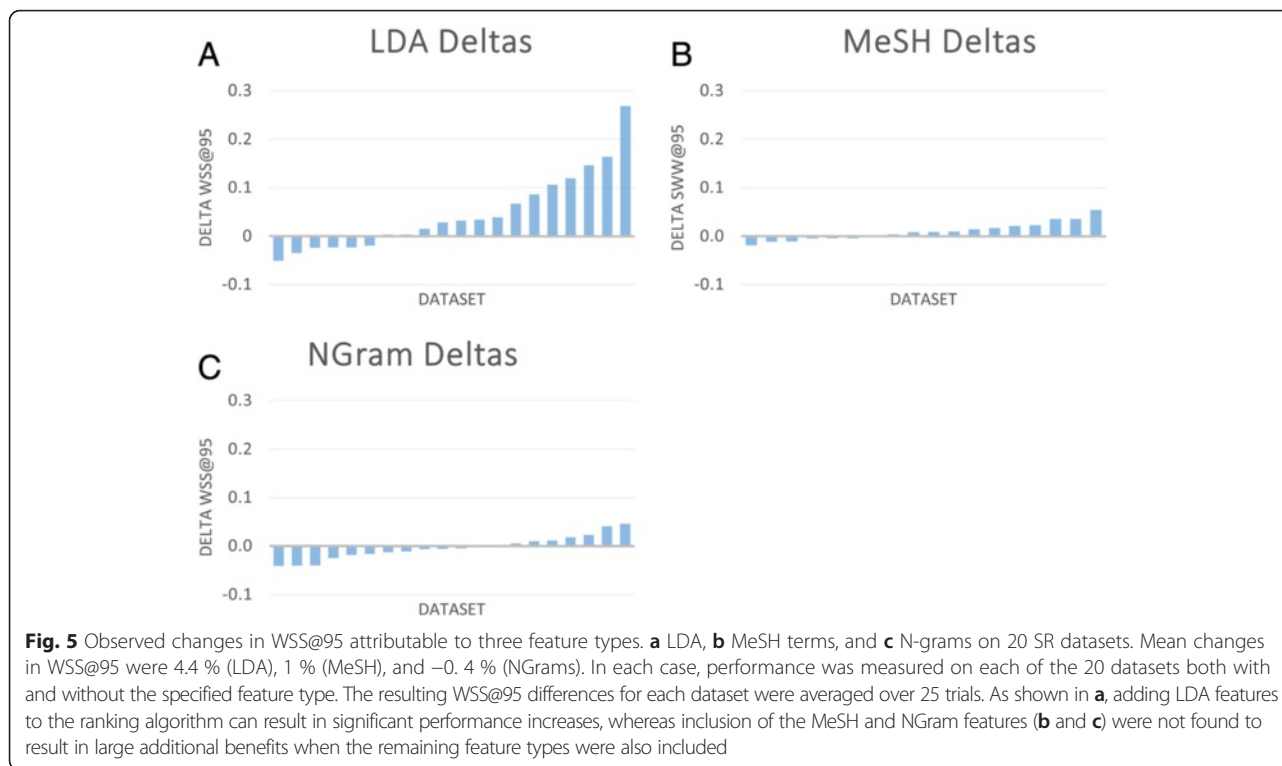 A
LDA Deltas
DELTA WSS@95
0.3
0.2
0.1
0
-0.1
DATASET
B
MeSH Deltas
DELTA SWW@95
0.3
0.2
0.1
0.0
-0.1
DATASET
C
NGram Deltas
DELTA WSS@95
0.3
0.2
0.1
0.0
-0.1
DATASET
Fig. 5 Observed changes in WSS@95 attributable to three feature types. a LDA, b MeSH terms, and c N-grams on 20 SR datasets. Mean changes
in WSS@95 were 4.4 % (LDA), 1 % (MeSH), and −0. 4 % (NGrams). In each case, performance was measured on each of the 20 datasets both with
and without the specified feature type. The resulting WSS@95 differences for each dataset were averaged over 25 trials. As shown in a, adding LDA features
to the ranking algorithm can result in significant performance increases, whereas inclusion of the MeSH and NGram features (b and c) were not found to
result in large additional benefits when the remaining feature types were also included